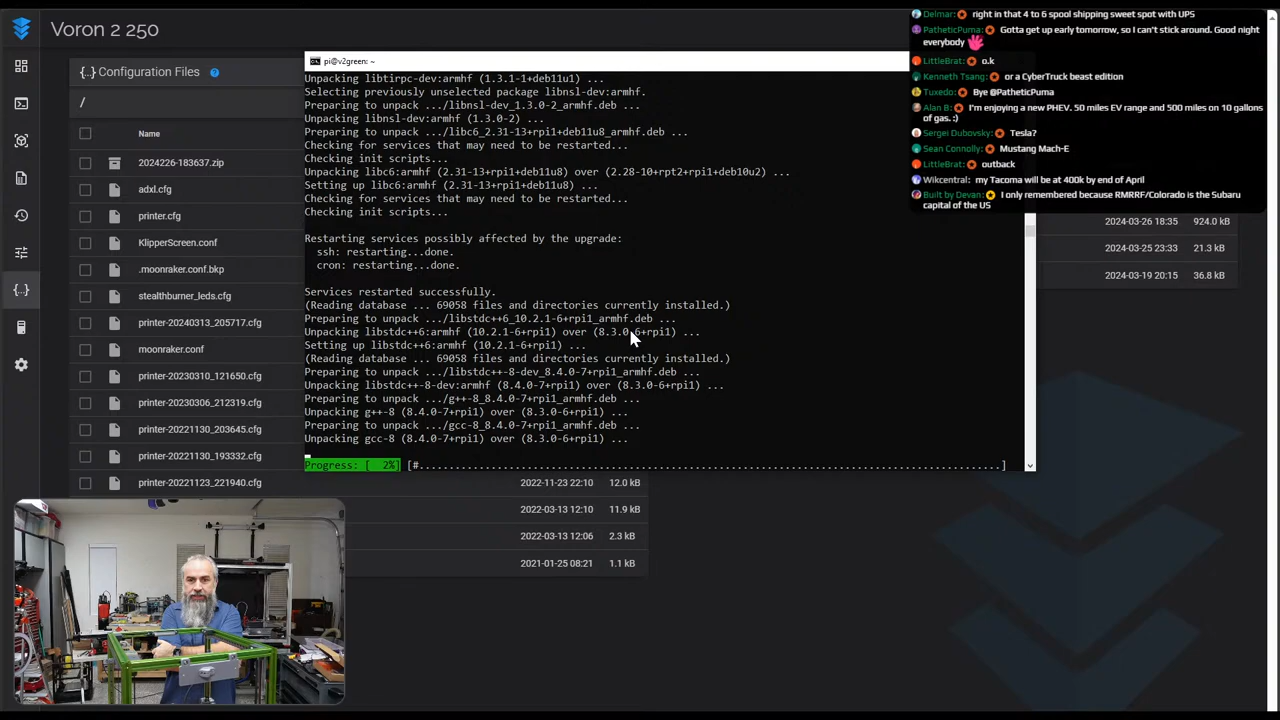 Voron 2 250
{..} Configuration Files ?
/
Name
2024226-183637.zip
adxl.cfg
printer.cfg
KlipperScreen.conf
.moonraker.conf.bkp
stealthburner_leds.cfg
printer-20240313_205717.cfg
moonraker.conf
printer-20230310_121650.cfg
printer-20230306_212319.cfg
printer-20221130_203645.cfg
printer-20221130_193332.cfg
printer-20221123_221940.cfg
pi@v2green: ~
Unpacking libtirpc-dev:armhf (1.3.1-1+deb11u1) ...
Selecting previously unselected package libnsl-dev:armhf.
Preparing to unpack .../libnsl-dev_1.3.0-2_armhf.deb ...
Unpacking libnsl-dev:armhf (1.3.0-2) ...
Preparing to unpack .../libc6_2.31-13+rpi1+deb11u8_armhf.deb ...
Checking for services that may need to be restarted...
Checking init scripts...
Unpacking libc6:armhf (2.31-13+rpi1+deb11u8) over (2.28-10+rpt2+rpi1+deb10u2) ...
Setting up libc6:armhf (2.31-13+rpi1+deb11u8) ...
Checking for services that may need to be restarted...
Checking init scripts...
Restarting services possibly affected by the upgrade:
ssh: restarting...done.
cron: restarting...done.
Services restarted successfully.
(Reading database ... 69058 files and directories currently installed.)
Preparing to unpack .../libstdc++6_10.2.1-6+rpi1_armhf.deb ...
Unpacking libstdc++6:armhf (10.2.1-6+rpi1) over (8.3.0-6+rpi1) ...
Setting up libstdc++6:armhf (10.2.1-6+rpi1) ...
(Reading database ... 69058 files and directories currently installed.)
Preparing to unpack .../libstdc++-8-dev_8.4.0-7+rpi1_armhf.deb ...
Unpacking libstdc++-8-dev:armhf (8.4.0-7+rpi1) over (8.3.0-6+rpi1) ...
Preparing to unpack .../g++-8_8.4.0-7+rpi1_armhf.deb ...
Unpacking g++-8 (8.4.0-7+rpi1) over (8.3.0-6+rpi1) ...
Preparing to unpack .../gcc-8_8.4.0-7+rpi1_armhf.deb ...
Unpacking gcc-8 (8.4.0-7+rpi1) over (8.3.0-6+rpi1) ...
Progress: [  2%] [#..................................................................................................]
2022-11-23 22:10 12.0 kB
2022-03-13 12:10 11.9 kB
2022-03-13 12:06 2.3 kB
2021-01-25 08:21 1.1 kB
Delmar: right in that 4 to 6 spool shipping sweet spot with UPS
PatheticPuma: Gotta get up early tomorrow, so I can't stick around. Good night
everybody
LittleBrat: o.k
Kenneth Tsang: or a CyberTruck beast edition
Tuxedo: Bye @PatheticPuma
Alan B: I'm enjoying a new PHEV. 50 miles EV range and 500 miles on 10 gallons
of gas. :)
Sergei Dubovsky: Tesla?
Sean Connolly: Mustang Mach-E
LittleBrat: outback
Wikcentral: my Tacoma will be at 400k by end of April
Built by Devan: I only remembered because RMRRF/Colorado is the Subaru
capital of the US
2024-03-26 18:35 924.0 kB
2024-03-25 23:33 21.3 kB
2024-03-19 20:15 36.8 kB